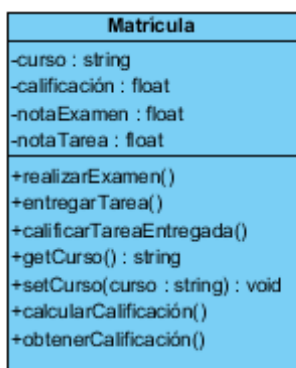 Matrícula
-curso : string
-calificación : float
-notaExamen : float
-notaTarea : float
+realizarExamen()
+entregarTarea()
+calificarTareaEntregada()
+getCurso() : string
+setCurso(curso : string) : void
+calcularCalificación()
+obtenerCalificación()